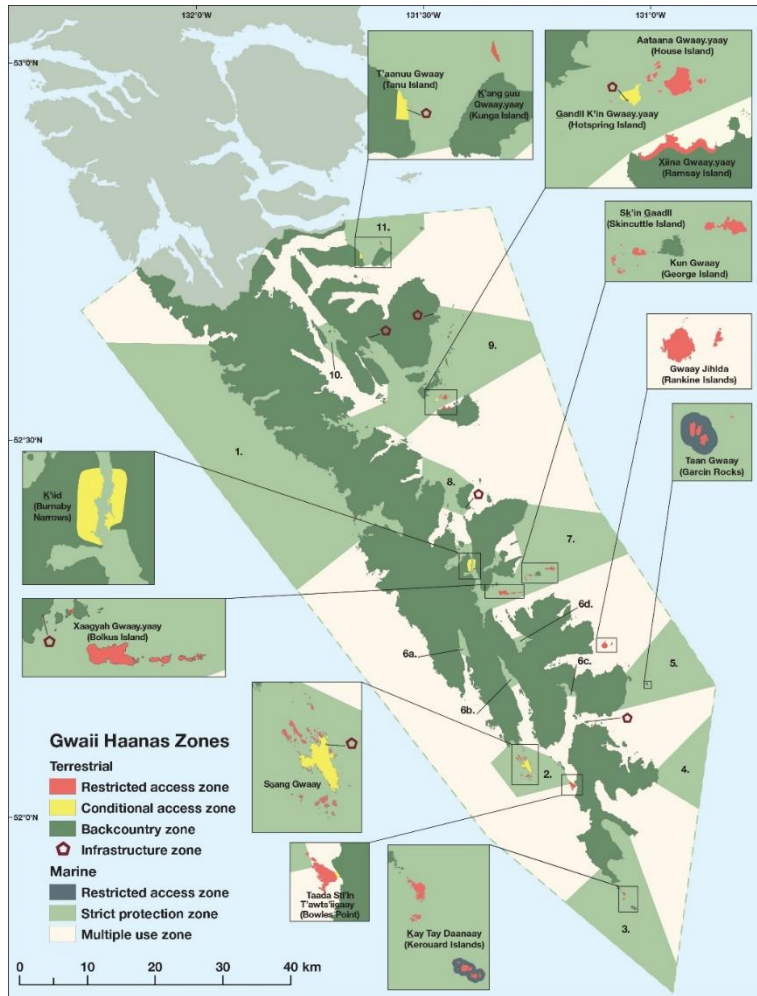 132°0'W
131°30'W
131°0'W
53°0'N
52°30'N
52°0'N
T'aanuu Gwaay
(Tanu Island)
K'ang guu
Gwaay.yaay
(Kunga Island)
Aataana Gwaay.yaay
(House Island)
Gandll K'in Gwaay.yaay
(Hotspring Island)
Xiina Gwaay.yaay
(Ramsay Island)
Sk'in Gaadll
(Skincuttle Island)
Kun Gwaay
(George Island)
Gwaay Jihlda
(Rankine Islands)
Taan Gwaay
(Garcin Rocks)
11.
9.
10.
1.
8.
7.
6d.
6a.
6c.
6b.
5.
4.
2.
3.
K'iid
(Burnaby
Narrows)
Xaagyah Gwaay.yaay
(Bolkus Island)
Sgang Gwaay
Taada Stl'in
T'awts'iigaay
(Bowles Point)
Kay Tay Daanaay
(Kerouard Islands)
Gwaii Haanas Zones
Terrestrial
Restricted access zone
Conditional access zone
Backcountry zone
Infrastructure zone
Marine
Restricted access zone
Strict protection zone
Multiple use zone
0 10 20 30 40 km